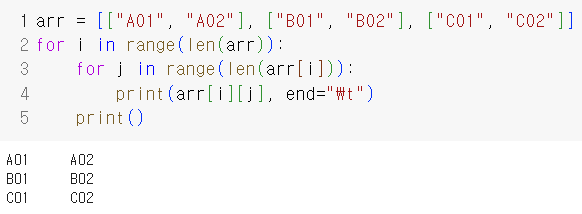 1 arr = [["A01", "A02"], ["B01", "B02"], ["C01", "C02"]]
2 for i in range(len(arr)):
3     for j in range(len(arr[i])):
4         print(arr[i][j], end="₩t")
5     print()
A01 A02
B01 B02
C01 C02